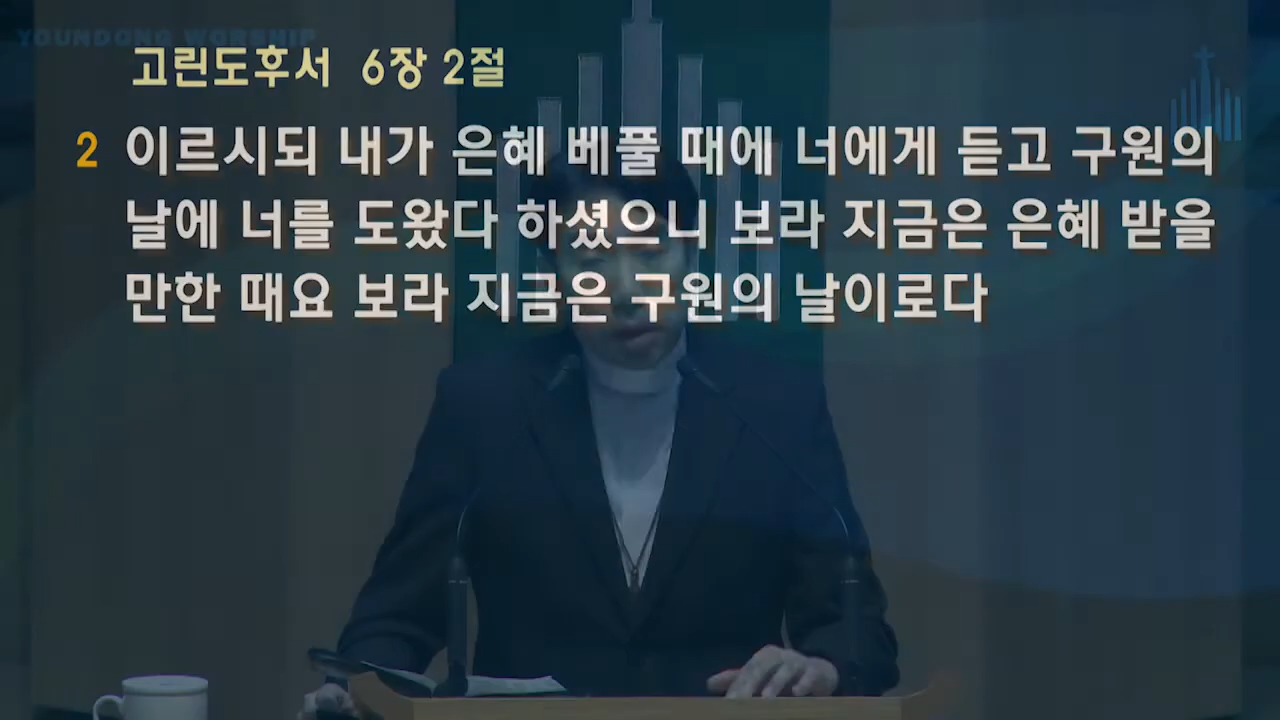 YOUNDONG WORSHIP
고린도후서 6장 2절
2 이르시되 내가 은혜 베풀 때에 너에게 듣고 구원의
날에 너를 도왔다 하셨으니 보라 지금은 은혜 받을
만한 때요 보라 지금은 구원의 날이로다